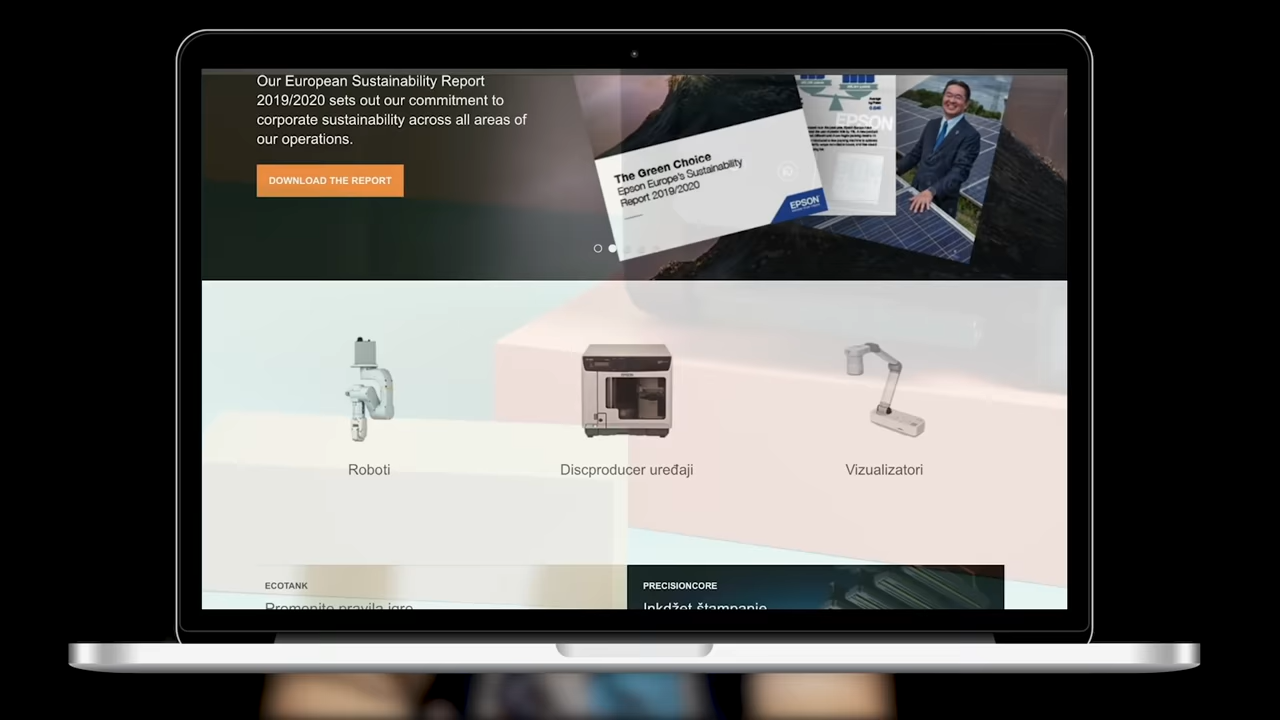 Our European Sustainability Report
2019/2020 sets out our commitment to
corporate sustainability across all areas of
our operations.
DOWNLOAD THE REPORT
The Green Choice
Epson Europe's Sustainability
Report 2019/2020
EPSON
EPSON
Roboti
Discproducer uređaji
Vizualizatori
ECOTANK
Promenite pravila igre
PRECISIONCORE
Inkdžet štampanje